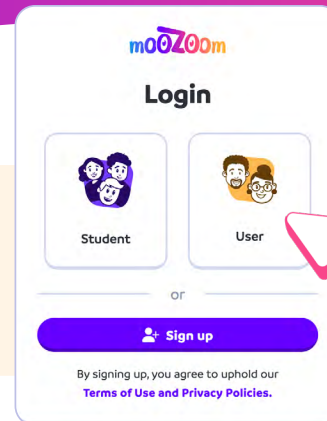 mooZoom
Login
Student
User
or
Sign up
By signing up, you agree to uphold our
Terms of Use and Privacy Policies.